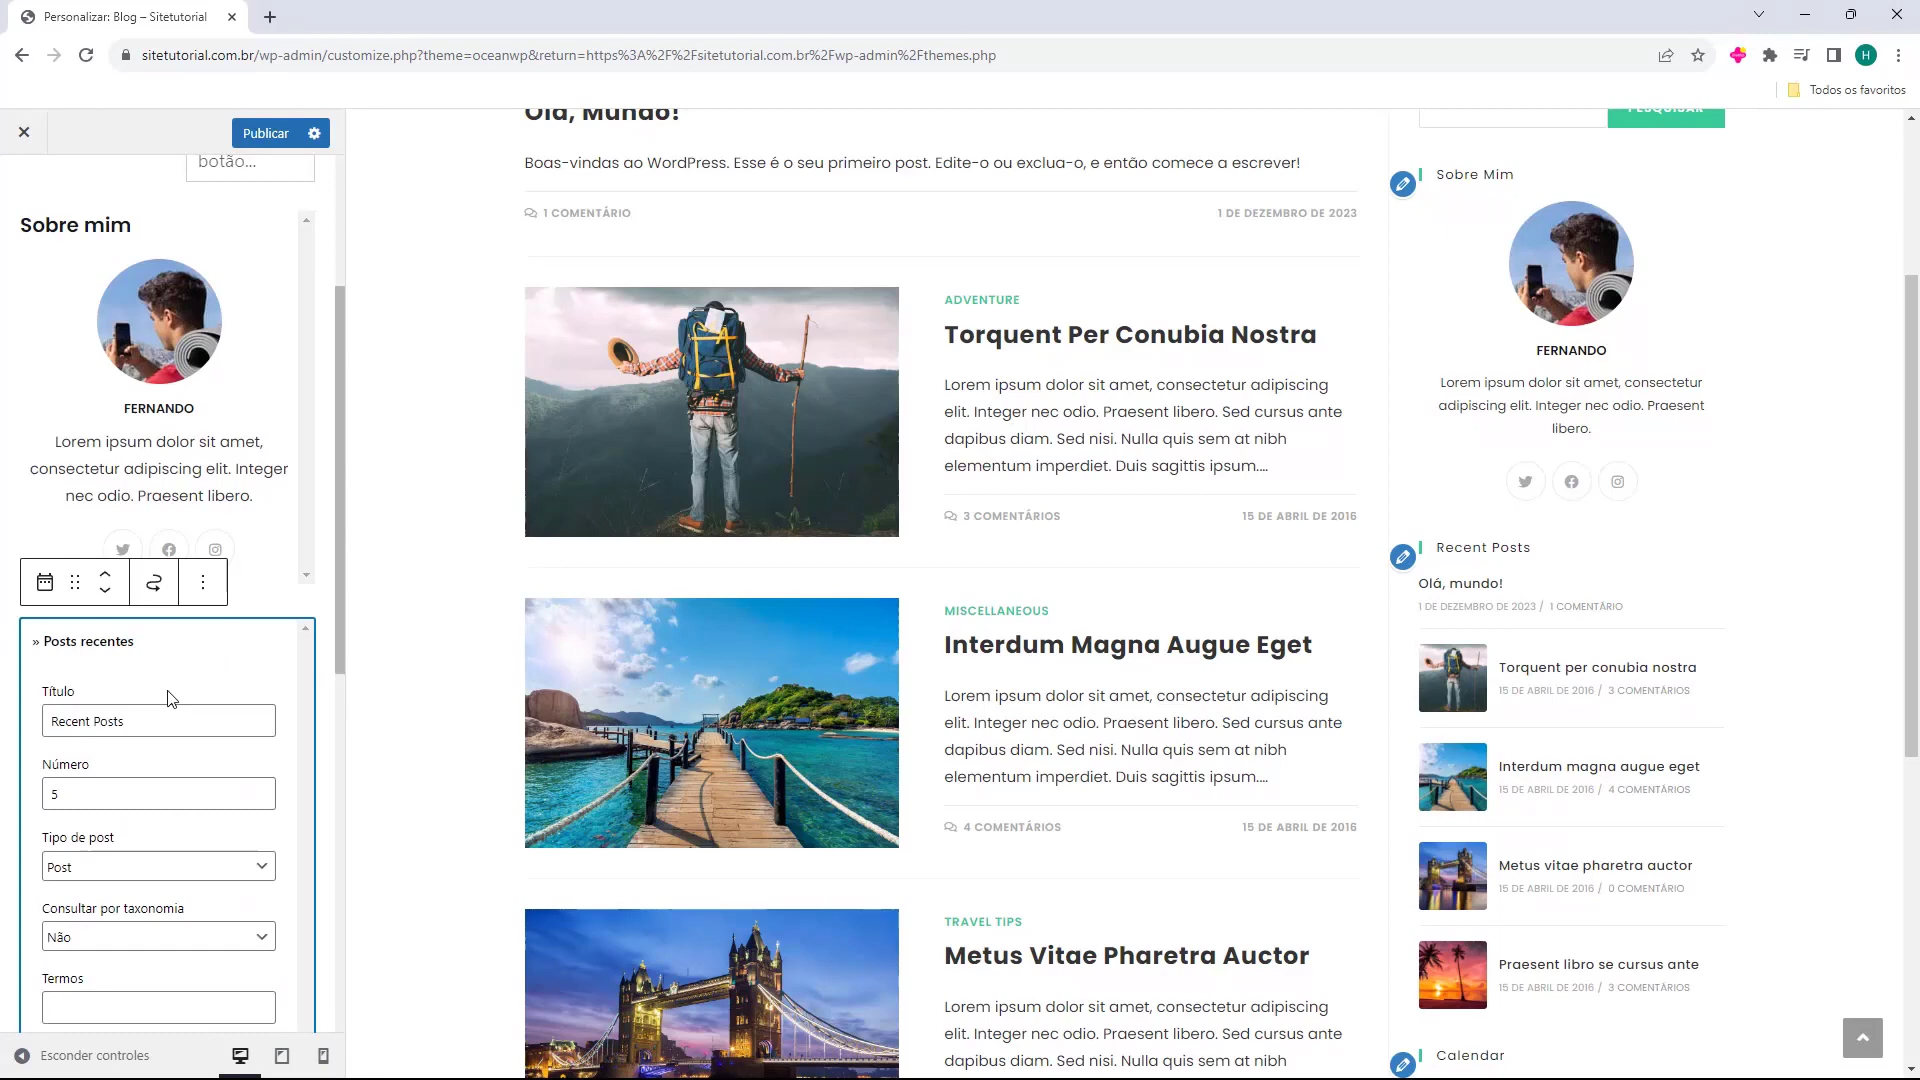 Personalizar: Blog – Sitetutorial
sitetutorial.com.br/wp-admin/customize.php?theme=oceanwp&return=https%3A%2F%2Fsitetutorial.com.br%2Fwp-admin%2Fthemes.php
H
Todos os favoritos
Publicar
botão...
Sobre mim
FERNANDO
Lorem ipsum dolor sit amet,
consectetur adipiscing elit. Integer
nec odio. Praesent libero.
» Posts recentes
Título
Recent Posts
Número
5
Tipo de post
Post
Consultar por taxonomia
Não
Termos
Esconder controles
Olá, Mundo!
Boas-vindas ao WordPress. Esse é o seu primeiro post. Edite-o ou exclua-o, e então comece a escrever!
1 COMENTÁRIO
1 DE DEZEMBRO DE 2023
ADVENTURE
Torquent Per Conubia Nostra
Lorem ipsum dolor sit amet, consectetur adipiscing
elit. Integer nec odio. Praesent libero. Sed cursus ante
dapibus diam. Sed nisi. Nulla quis sem at nibh
elementum imperdiet. Duis sagittis ipsum....
3 COMENTÁRIOS
15 DE ABRIL DE 2016
MISCELLANEOUS
Interdum Magna Augue Eget
Lorem ipsum dolor sit amet, consectetur adipiscing
elit. Integer nec odio. Praesent libero. Sed cursus ante
dapibus diam. Sed nisi. Nulla quis sem at nibh
elementum imperdiet. Duis sagittis ipsum....
4 COMENTÁRIOS
15 DE ABRIL DE 2016
TRAVEL TIPS
Metus Vitae Pharetra Auctor
Lorem ipsum dolor sit amet, consectetur adipiscing
elit. Integer nec odio. Praesent libero. Sed cursus ante
dapibus diam. Sed nisi. Nulla quis sem at nibh
PESQUISAR
Sobre Mim
FERNANDO
Lorem ipsum dolor sit amet, consectetur
adipiscing elit. Integer nec odio. Praesent
libero.
Recent Posts
Olá, mundo!
1 DE DEZEMBRO DE 2023 / 1 COMENTÁRIO
Torquent per conubia nostra
15 DE ABRIL DE 2016 / 3 COMENTÁRIOS
Interdum magna augue eget
15 DE ABRIL DE 2016 / 4 COMENTÁRIOS
Metus vitae pharetra auctor
15 DE ABRIL DE 2016 / 0 COMENTÁRIO
Praesent libro se cursus ante
15 DE ABRIL DE 2016 / 3 COMENTÁRIOS
Calendar